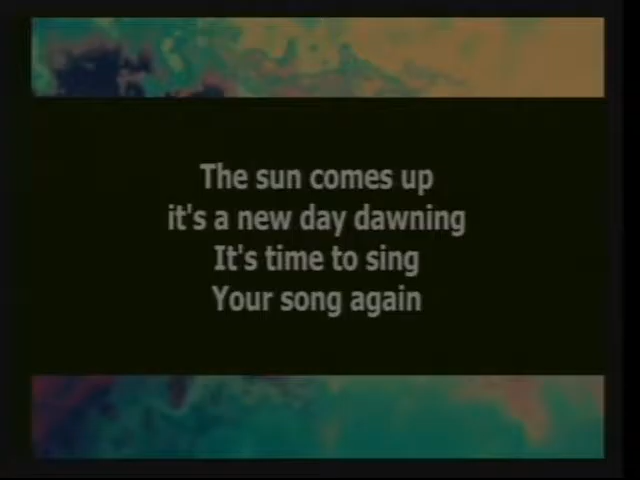 The sun comes up
it's a new day dawning
It's time to sing
Your song again